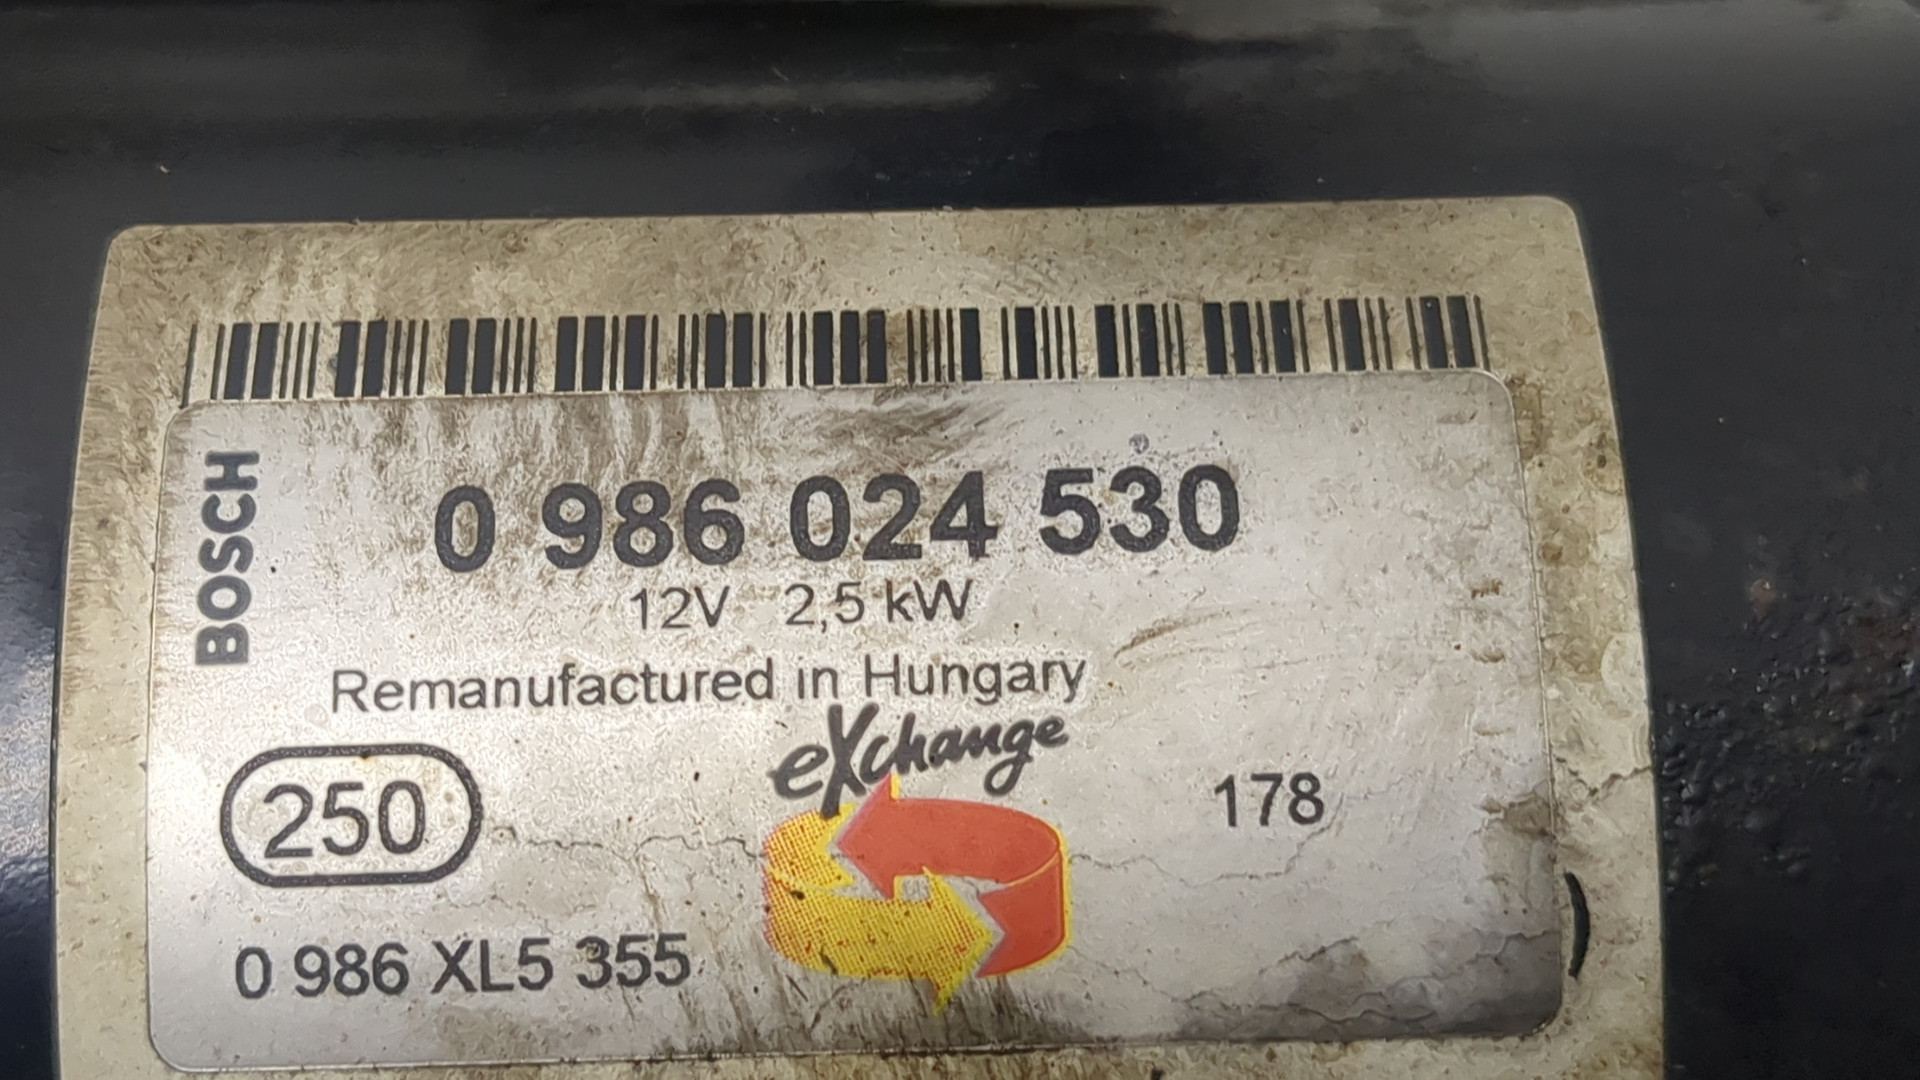 BOSCH
0 986 024 530
12V 2,5 kW
Remanufactured in Hungary
eXchange
250
178
0 986 XL5 355